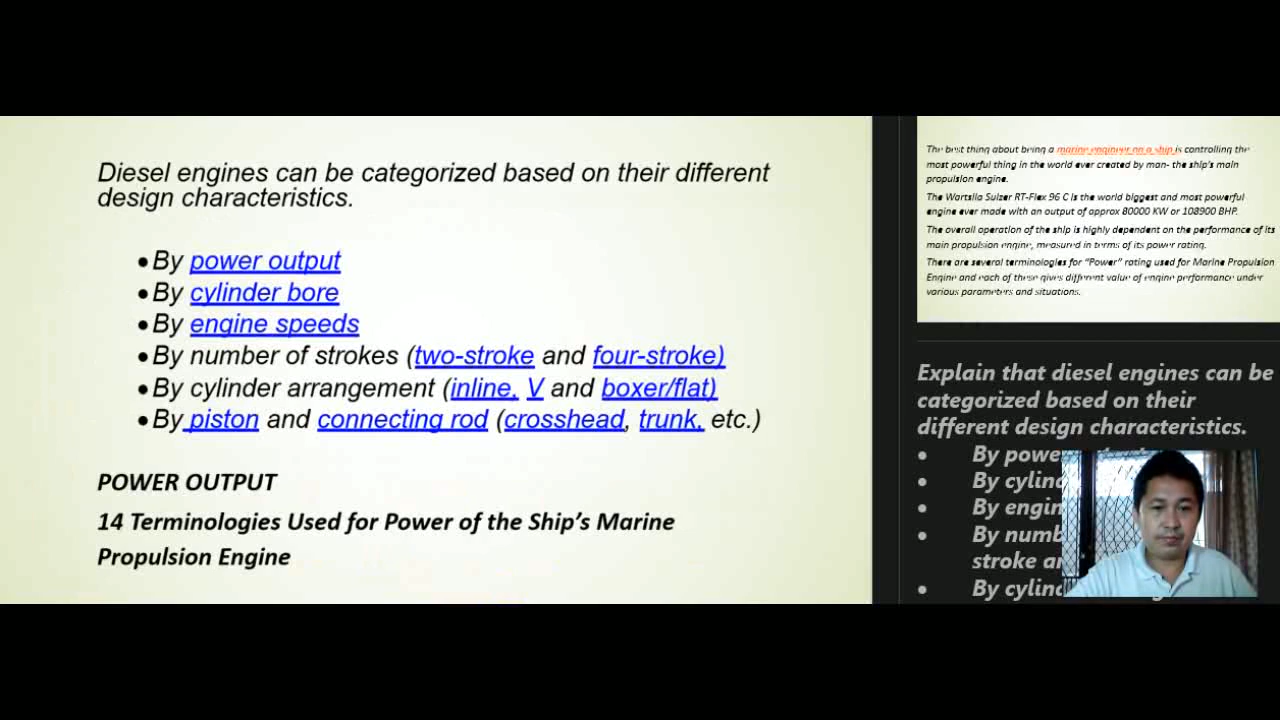 Diesel engines can be categorized based on their different
design characteristics.
•By power output
•By cylinder bore
•By engine speeds
•By number of strokes (two-stroke and four-stroke)
•By cylinder arrangement (inline, V and boxer/flat)
•By piston and connecting rod (crosshead, trunk, etc.)
POWER OUTPUT
14 Terminologies Used for Power of the Ship’s Marine
Propulsion Engine
The best thing about being a marine engineer on a ship is controlling the
most powerful thing in the world ever created by man- the ship's main
propulsion engine.
The Wartsila Sulzer RT-Flex 96 C is the world biggest and most powerful
engine ever made with an output of approx 80000 KW or 108900 BHP.
The overall operation of the ship is highly dependent on the performance of its
main propulsion engine, measured in terms of its power rating.
There are several terminologies for “Power” rating used for Marine Propulsion
Engine and each of these gives different value of engine performance under
various parameters and situations.
Explain that diesel engines can be
categorized based on their
different design characteristics.
• By
• By
• By
• By
stroke
• By